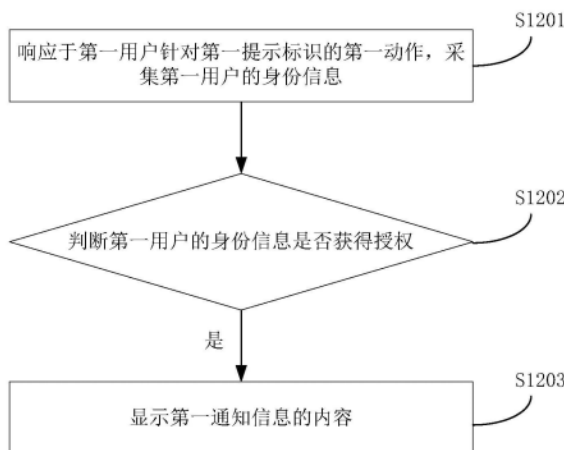 S1201
响应于第一用户针对第一提示标识的第一动作，采
集第一用户的身份信息
S1202
判断第一用户的身份信息是否获得授权
是
S1203
显示第一通知信息的内容